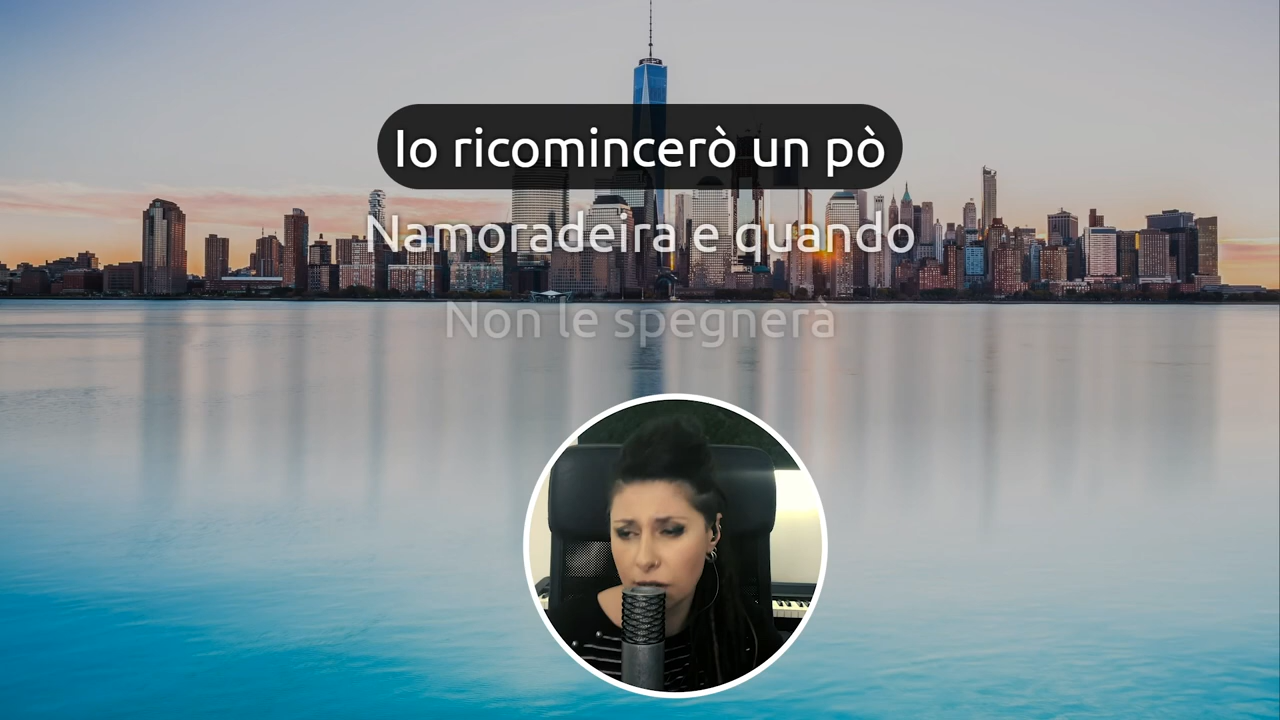 Io ricomincerò un pò
Namoradeira e quando
Non le spegnerà